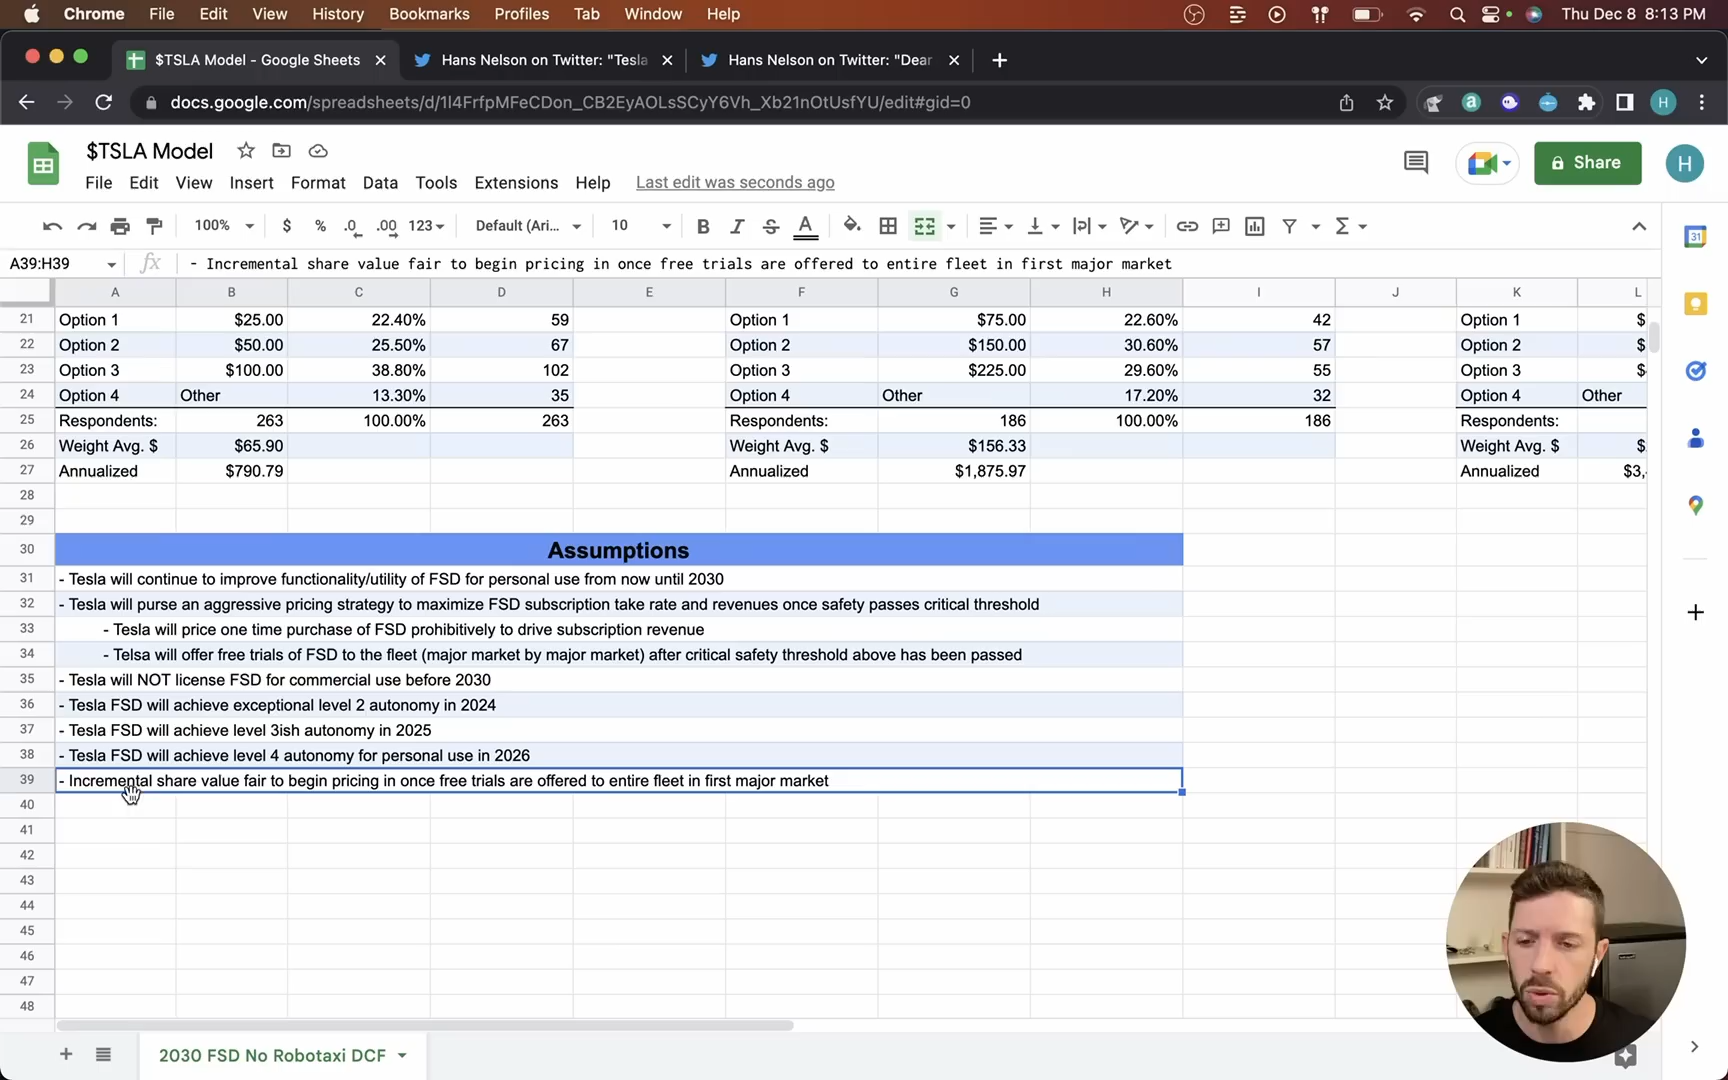 Chrome File Edit View History Bookmarks Profiles Tab Window Help Thu Dec 8 8:13 PM
$TSLA Model - Google Sheets Hans Nelson on Twitter: "Tesla Hans Nelson on Twitter: "Dear
docs.google.com/spreadsheets/d/1I4FrfpMFeCDon_CB2EyAOLsSCyY6Vh_Xb21nOtUsfYU/edit#gid=0 H
$TSLA Model Share H
File Edit View Insert Format Data Tools Extensions Help Last edit was seconds ago
100% $ % .0 .00 123 Default (Ari... 10 B I S A 31
A39:H39 fx - Incremental share value fair to begin pricing in once free trials are offered to entire fleet in first major market
A B C D E F G H I J K L
21 Option 1 $25.00 22.40% 59 Option 1 $75.00 22.60% 42 Option 1 $
22 Option 2 $50.00 25.50% 67 Option 2 $150.00 30.60% 57 Option 2 $
23 Option 3 $100.00 38.80% 102 Option 3 $225.00 29.60% 55 Option 3 $
24 Option 4 Other 13.30% 35 Option 4 Other 17.20% 32 Option 4 Other
25 Respondents: 263 100.00% 263 Respondents: 186 100.00% 186 Respondents:
26 Weight Avg. $ $65.90 Weight Avg. $ $156.33 Weight Avg. $ $
27 Annualized $790.79 Annualized $1,875.97 Annualized $3,
28
29
30 Assumptions
31 - Tesla will continue to improve functionality/utility of FSD for personal use from now until 2030
32 - Tesla will purse an aggressive pricing strategy to maximize FSD subscription take rate and revenues once safety passes critical threshold
33 - Tesla will price one time purchase of FSD prohibitively to drive subscription revenue
34 - Telsa will offer free trials of FSD to the fleet (major market by major market) after critical safety threshold above has been passed
35 - Tesla will NOT license FSD for commercial use before 2030
36 - Tesla FSD will achieve exceptional level 2 autonomy in 2024
37 - Tesla FSD will achieve level 3ish autonomy in 2025
38 - Tesla FSD will achieve level 4 autonomy for personal use in 2026
39 - Incremental share value fair to begin pricing in once free trials are offered to entire fleet in first major market
40
41
42
43
44
45
46
47
48
2030 FSD No Robotaxi DCF